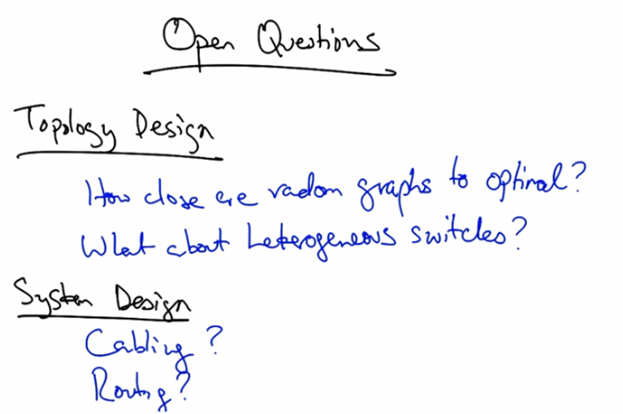 Open Questions
Topology Design
How close are random graphs to optimal?
What about heterogeneous switches?
System Design
Cabling?
Routing?